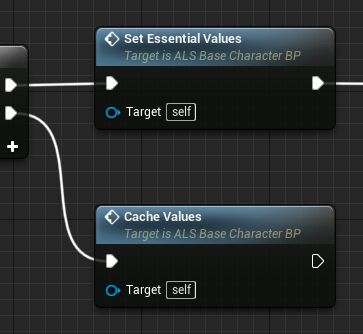 Set Essential Values
Target is ALS Base Character BP
Target self
Cache Values
Target is ALS Base Character BP
Target self